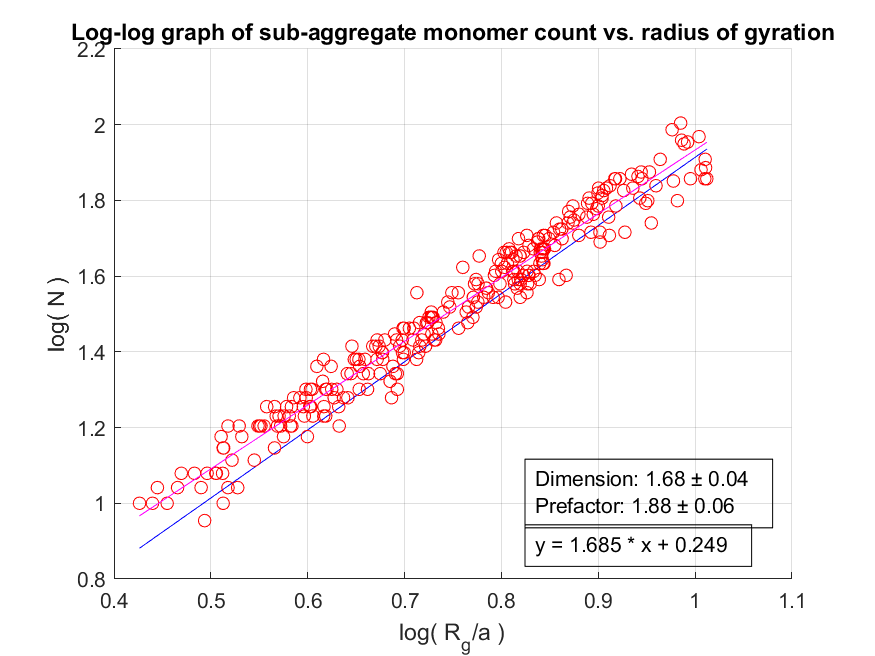 Log-log graph of sub-aggregate monomer count vs. radius of gyration
2.2
2
1.8
1.6
1.4
1.2
1
0.8
log( N )
Dimension: 1.68 ± 0.04
Prefactor: 1.88 ± 0.06
y = 1.685 * x + 0.249
0.4 0.5 0.6 0.7 0.8 0.9 1 1.1
log( R_g/a )